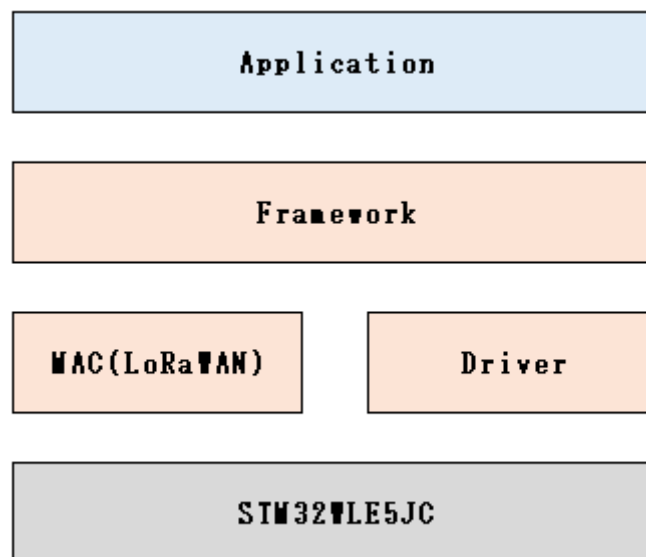 Application
Framework
MAC(LoRaWAN)
Driver
STM32WLE5JC